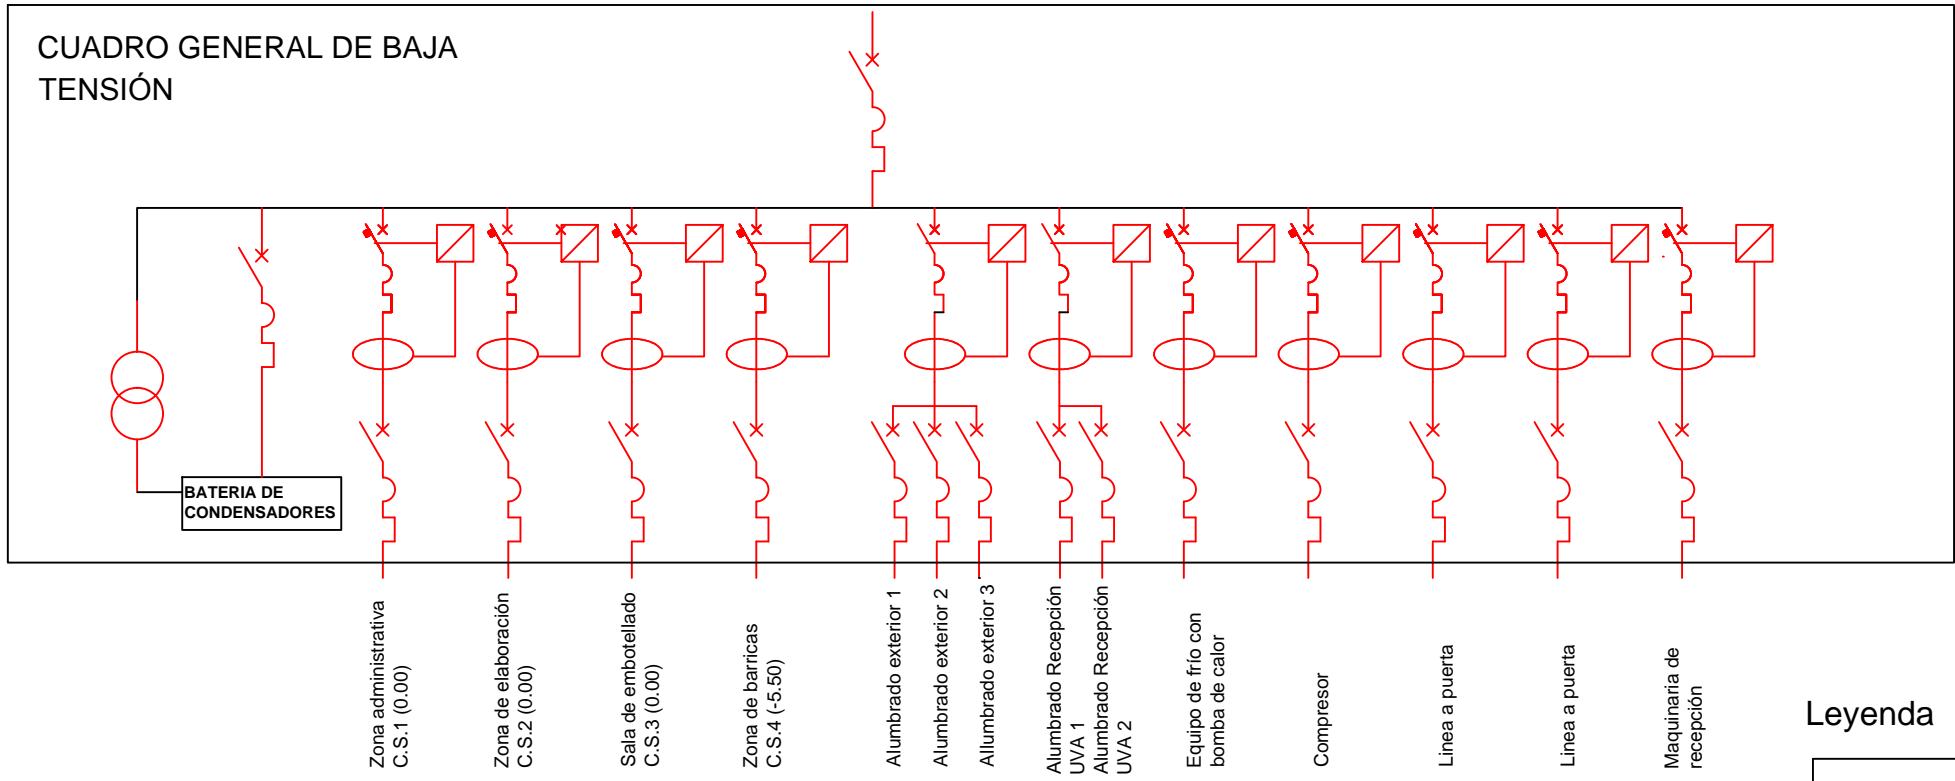 CUADRO GENERAL DE BAJA
TENSIÓN
BATERIA DE
CONDENSADORES
Zona administrativa
C.S.1 (0.00)
Zona de elaboración
C.S.2 (0.00)
Sala de embotellado
C.S.3 (0.00)
Zona de barricas
C.S.4 (-5.50)
Alumbrado exterior 1
Alumbrado exterior 2
Allumbrado exterior 3
Alumbrado Recepción
UVA 1
Alumbrado Recepción
UVA 2
Equipo de frío con
bomba de calor
Compresor
Linea a puerta
Linea a puerta
Maquinaria de
recepción
Leyenda